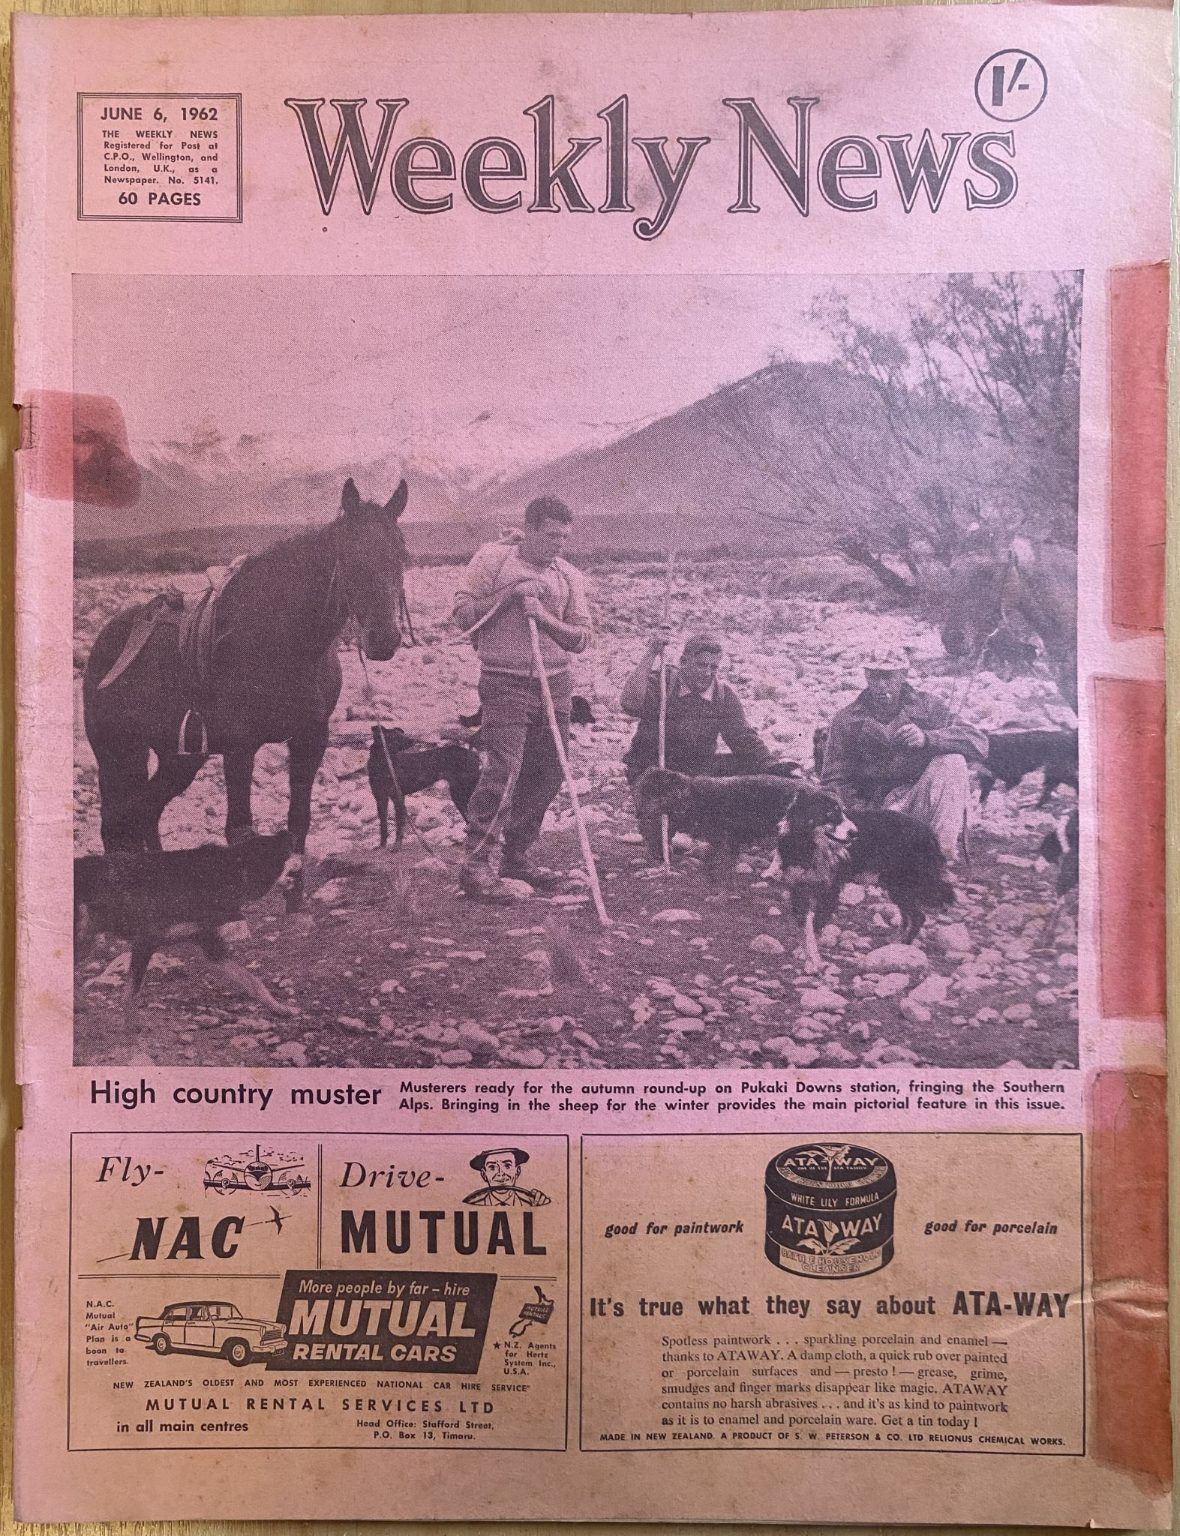 JUNE 6, 1962
THE WEEKLY NEWS
Registered for Post at
C.P.O., Wellington, and
London, U.K., as a
Newspaper. No. 5141.
60 PAGES
Weekly News
1/-
High country muster
Musterers ready for the autumn round-up on Pukaki Downs station, fringing the Southern
Alps. Bringing in the sheep for the winter provides the main pictorial feature in this issue.
Fly-
NAC
Drive-
MUTUAL
N.A.C.
Mutual
"Air Auto"
Plan is a
boon to
travellers.
More people by far – hire
MUTUAL
RENTAL CARS
★ N.Z. Agents
for Hertz
System Inc.,
U.S.A.
NEW ZEALAND'S OLDEST AND MOST EXPERIENCED NATIONAL CAR HIRE SERVICE
MUTUAL RENTAL SERVICES LTD
in all main centres
Head Office: Stafford Street,
P.O. Box 13, Timaru.
ATA-WAY
WHITE LILY FORMULA
ATA WAY
HOUSEHOLD
CLEANSER
good for paintwork
good for porcelain
It's true what they say about ATA-WAY
Spotless paintwork . . . sparkling porcelain and enamel —
thanks to ATAWAY. A damp cloth, a quick rub over painted
or porcelain surfaces and — presto ! — grease, grime,
smudges and finger marks disappear like magic. ATAWAY
contains no harsh abrasives . . . and it's as kind to paintwork
as it is to enamel and porcelain ware. Get a tin today !
MADE IN NEW ZEALAND. A PRODUCT OF S. W. PETERSON & CO. LTD RELIONUS CHEMICAL WORKS.